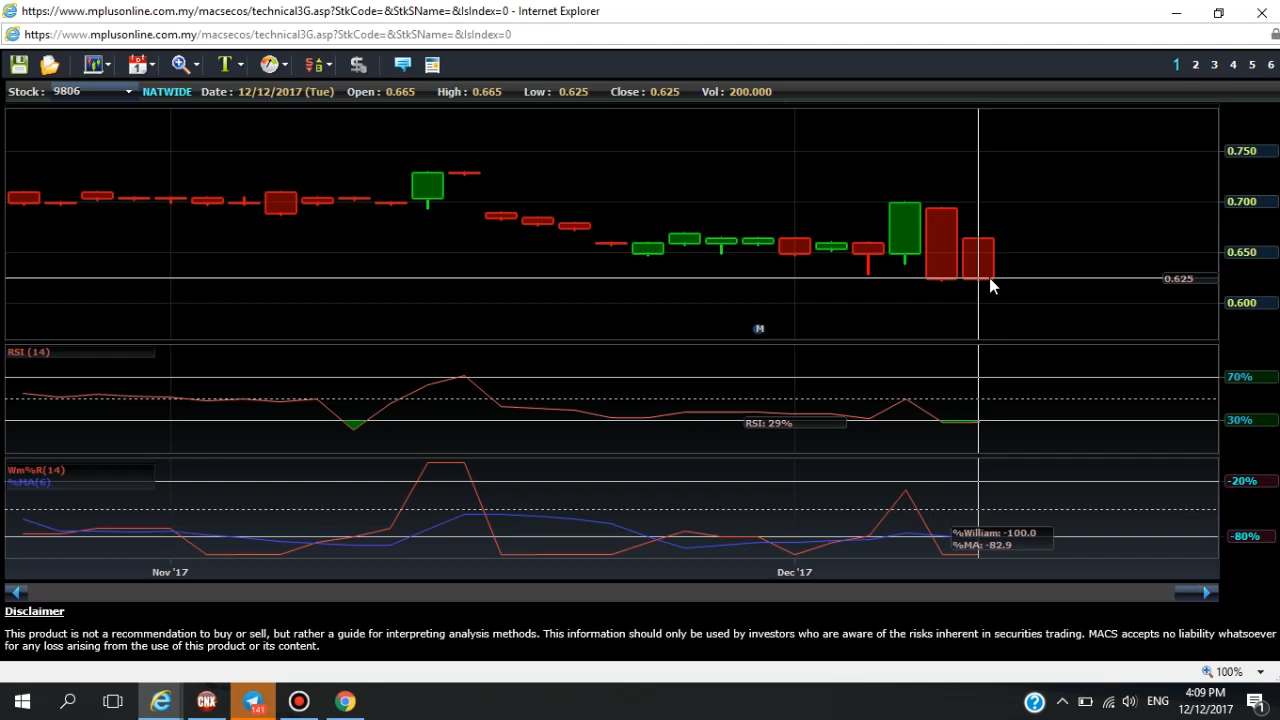 https://www.mplusonline.com.my/macsecos/technical3G.asp?StkCode=&StkSName=&IsIndex=0 - Internet Explorer
https://www.mplusonline.com.my/macsecos/technical3G.asp?StkCode=&StkSName=&IsIndex=0
T $ B $ 1 2 3 4 5 6
Stock : 9806 NATWIDE Date : 12/12/2017 (Tue) Open : 0.665 High : 0.665 Low : 0.625 Close : 0.625 Vol : 200.000
0.750
0.700
0.650
0.625
0.600
M
RSI (14)
70%
30%
RSI: 29%
Wm%R(14)
%MA(6)
-20%
%William: -100.0
-80%
%MA: -82.9
Nov '17 Dec '17
Disclaimer
This product is not a recommendation to buy or sell, but rather a guide for interpreting analysis methods. This information should only be used by investors who are aware of the risks inherent in securities trading. MACS accepts no liability whatsoever
for any loss arising from the use of this product or its content.
100%
CNX 141 ? ENG 4:09 PM
12/12/2017 1